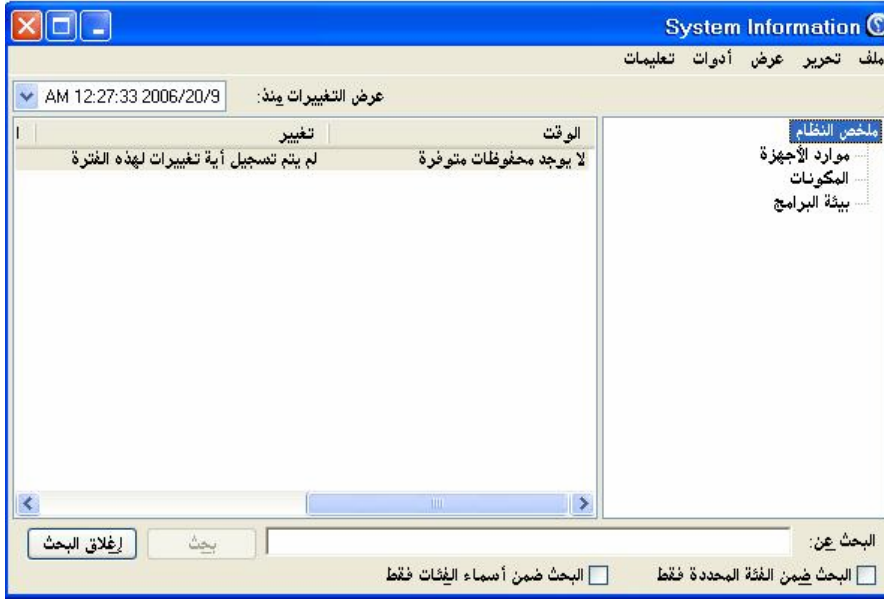 System Information
ملف تحرير عرض أدوات تعليمات
عرض التغييرات منذ: AM 12:27:33 2006/20/9
ملخص النظام
موارد الأجهزة
المكونات
بيئة البرامج
الوقت تغيير
لا يوجد محفوظات متوفرة لم يتم تسجيل أية تغييرات لهذه الفترة
البحث عن: بحث إغلاق البحث
البحث ضمن الفئة المحددة فقط البحث ضمن أسماء الفئات فقط